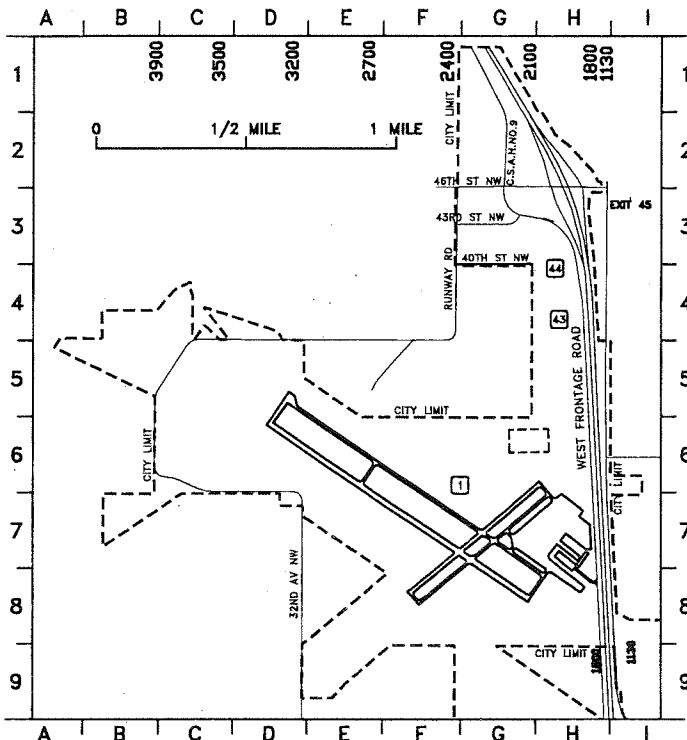 A B C D E F G H I
3900 3500 3200 2700 2400 2100 1800 1130
1 1
0 1/2 MILE 1 MILE
CITY LIMIT
C.S.A.H.NO.9
2 2
46TH ST NW
EXIT 45
43RD ST NW
3 3
40TH ST NW
RUNWAY RD
44
4 4
43
WEST FRONTAGE ROAD
5 5
CITY LIMIT
CITY LIMIT
6 6
CITY LIMIT
1
7 7
32ND AV NW
8 8
CITY LIMIT
1800
1130
9 9
A B C D E F G H I